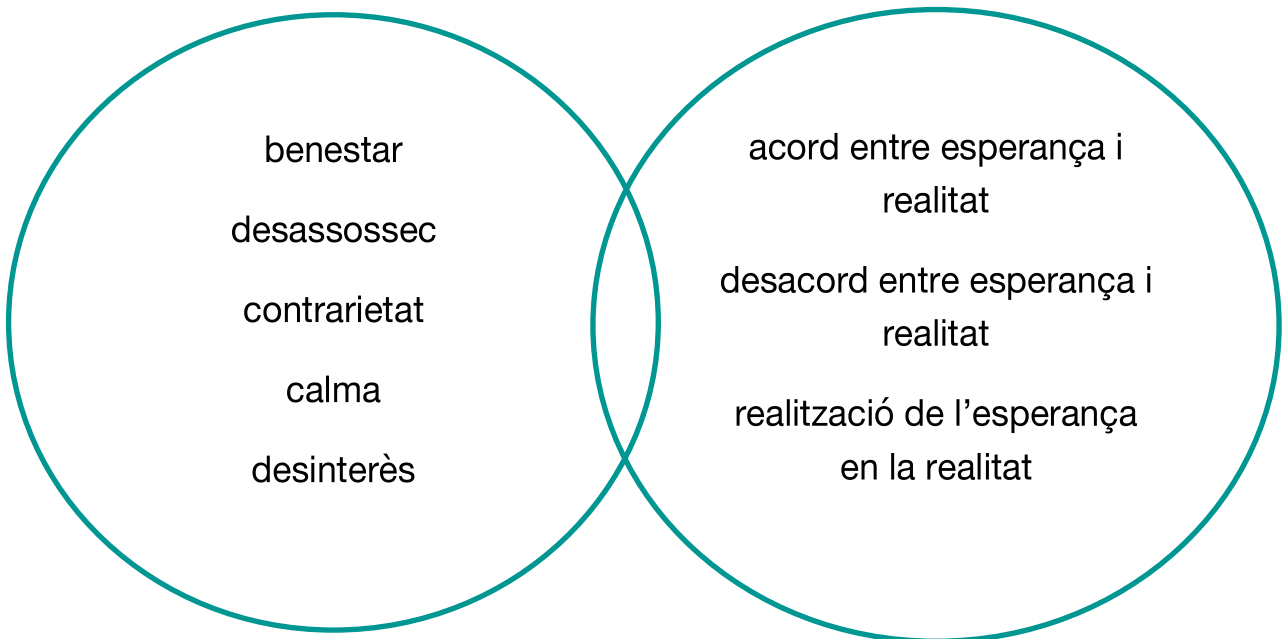 benestar
desassossec
contrarietat
calma
desinterès
acord entre esperança i
realitat
desacord entre esperança i
realitat
realització de l’esperança
en la realitat